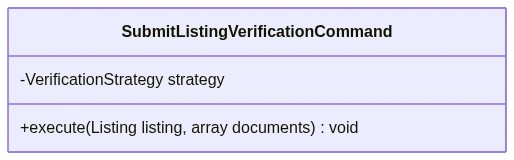 SubmitListingVerificationCommand
-VerificationStrategy strategy
+execute(Listing listing, array documents) : void